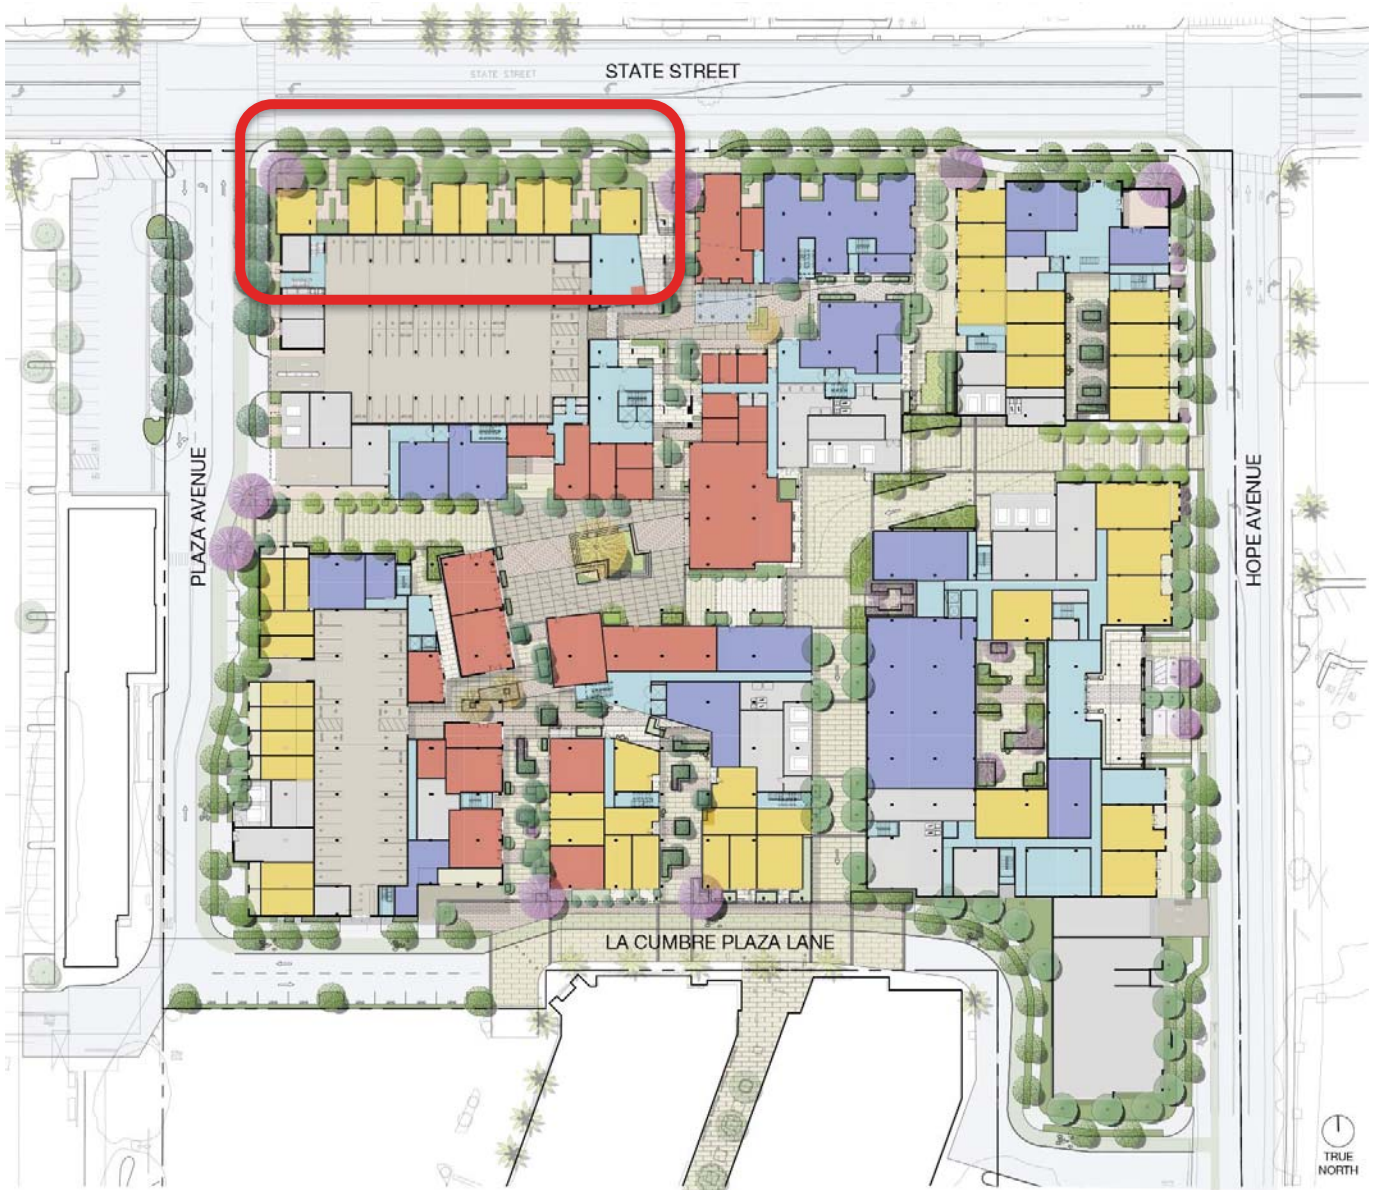 STATE STREET
STATE STREET
PLAZA AVENUE
HOPE AVENUE
LA CUMBRE PLAZA LANE
TRUE
NORTH